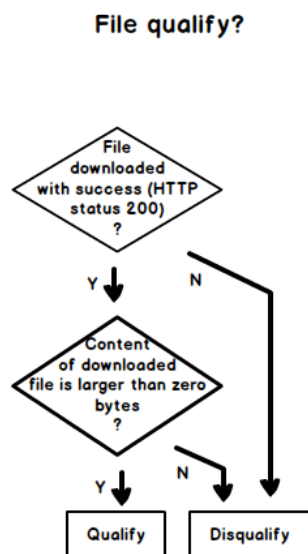 File qualify?
File
downloaded
with success (HTTP
status 200)
?
Y
N
Content
of downloaded
file is larger than zero
bytes
?
Y
N
Qualify
Disqualify